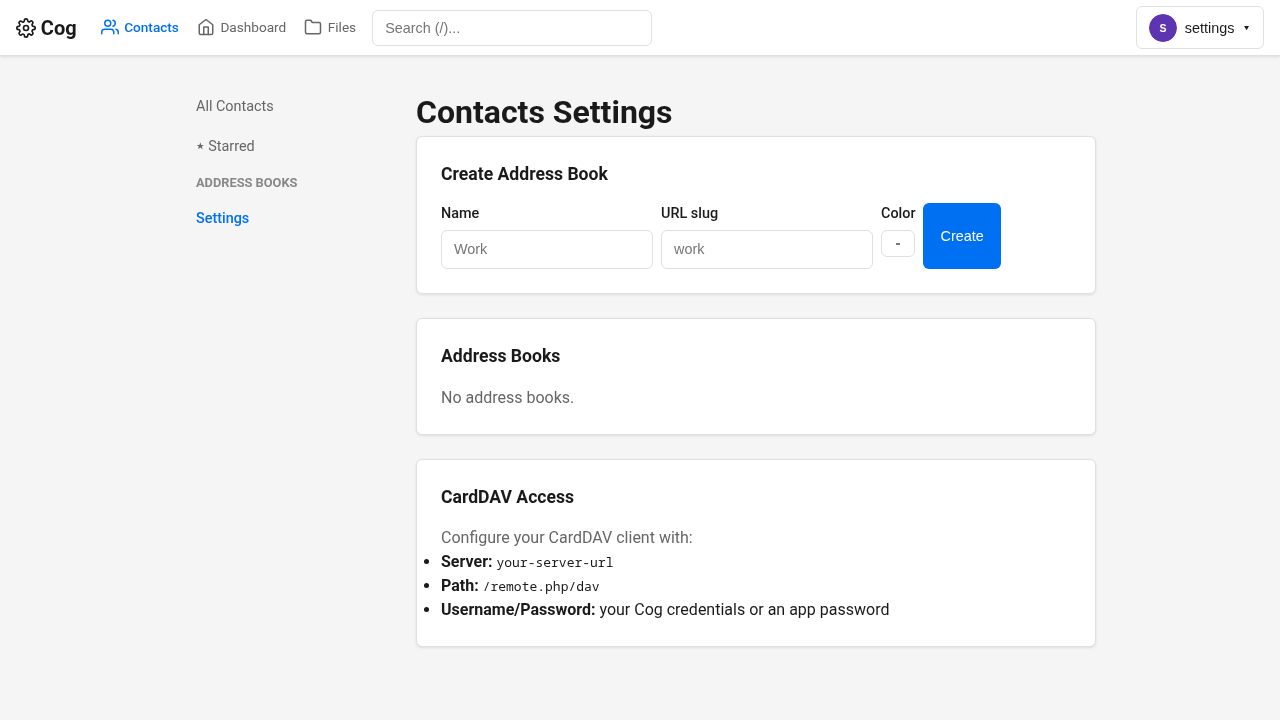 Cog
Contacts
Dashboard
Files
Search (/)...
S
settings ▾
All Contacts
★ Starred
ADDRESS BOOKS
Settings
Contacts Settings
Create Address Book
Name
URL slug
Color
Work
work
-
Create
Address Books
No address books.
CardDAV Access
Configure your CardDAV client with:
• Server: your-server-url
• Path: /remote.php/dav
• Username/Password: your Cog credentials or an app password